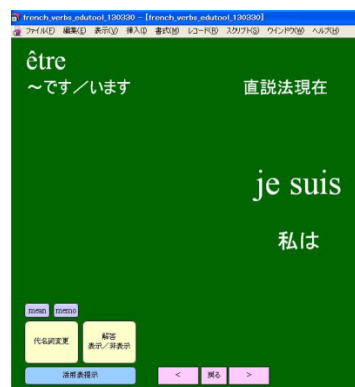 french_verbs_edutool_130330 - [french_verbs_edutool_130330]
ファイル(F) 編集(E) 表示(V) 挿入(I) 書式(M) レコード(R) スクリプト(S) ウインドウ(W) ヘルプ(H)
être
～です／います 直説法現在
je suis
私は
mean memo
代名詞変更 解答
表示／非表示
活用表提示 < 戻る >